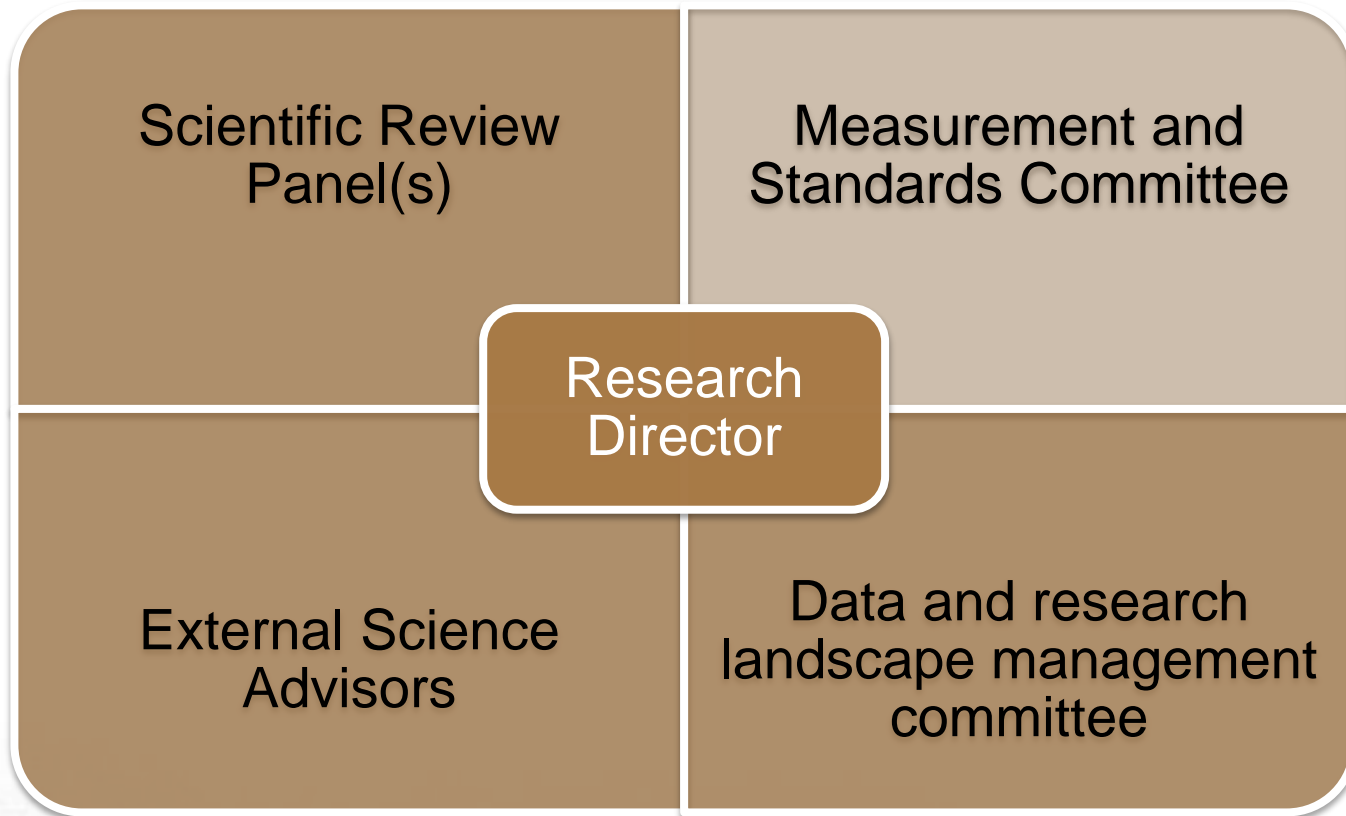 Scientific Review
Panel(s)
Measurement and
Standards Committee
Research
Director
External Science
Advisors
Data and research
landscape management
committee